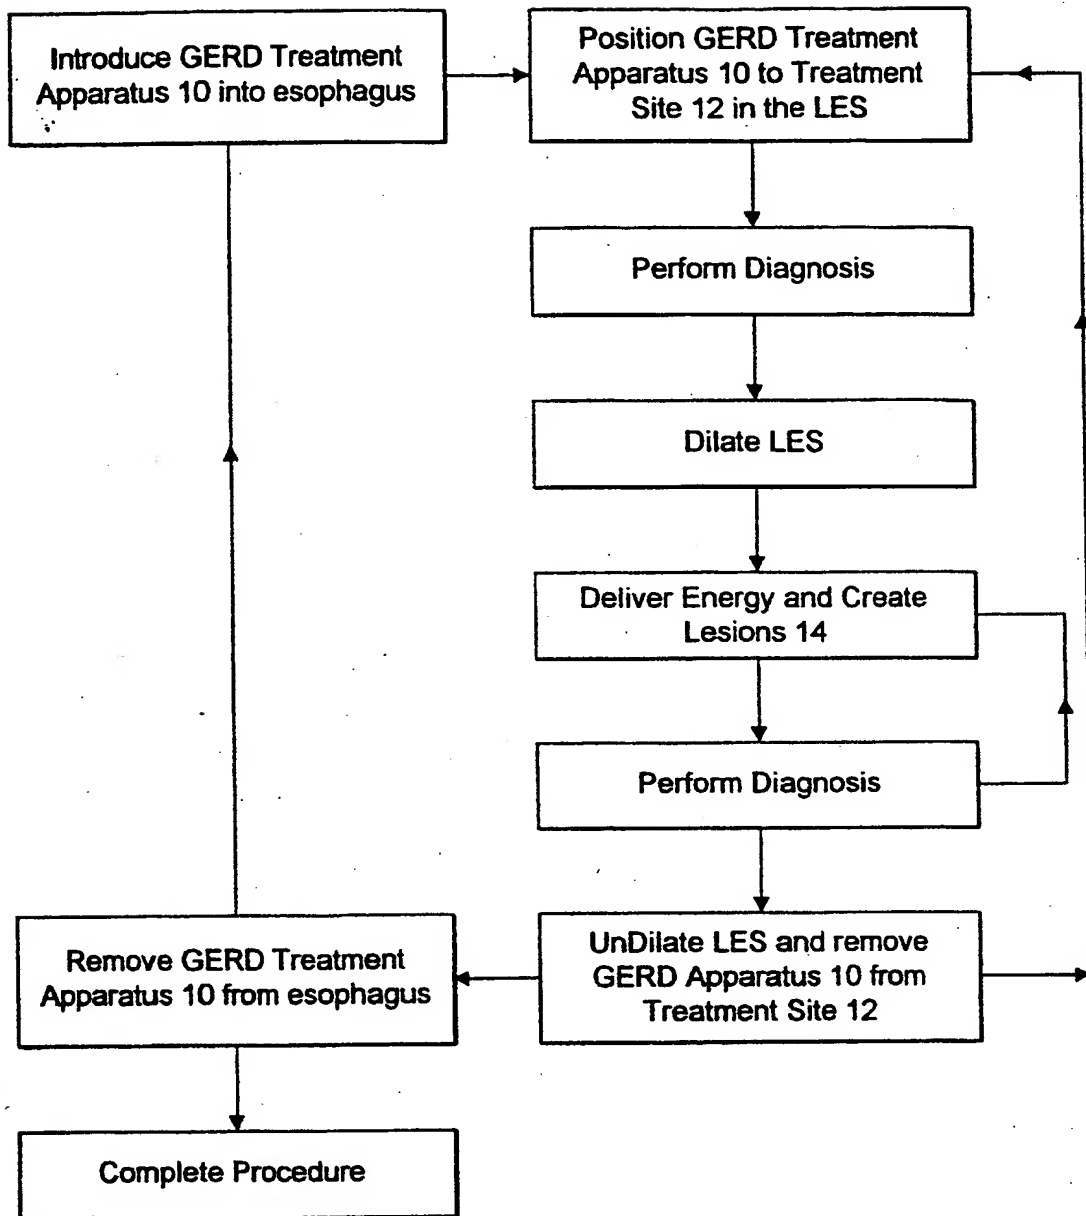 Introduce GERD Treatment
Apparatus 10 into esophagus
Position GERD Treatment
Apparatus 10 to Treatment
Site 12 in the LES
Perform Diagnosis
Dilate LES
Deliver Energy and Create
Lesions 14
Perform Diagnosis
UnDilate LES and remove
GERD Apparatus 10 from
Treatment Site 12
Remove GERD Treatment
Apparatus 10 from esophagus
Complete Procedure